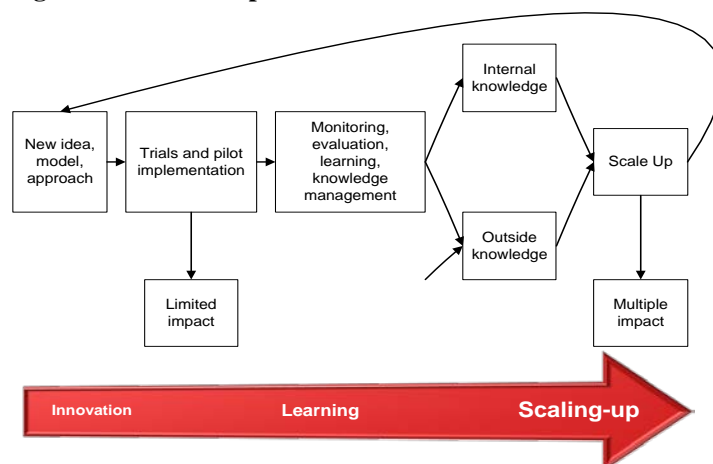 Internal
knowledge
New idea,
model,
approach
Trials and pilot
implementation
Monitoring,
evaluation,
learning,
knowledge
management
Scale Up
Outside
knowledge
Limited
impact
Multiple
impact
Innovation
Learning
Scaling-up